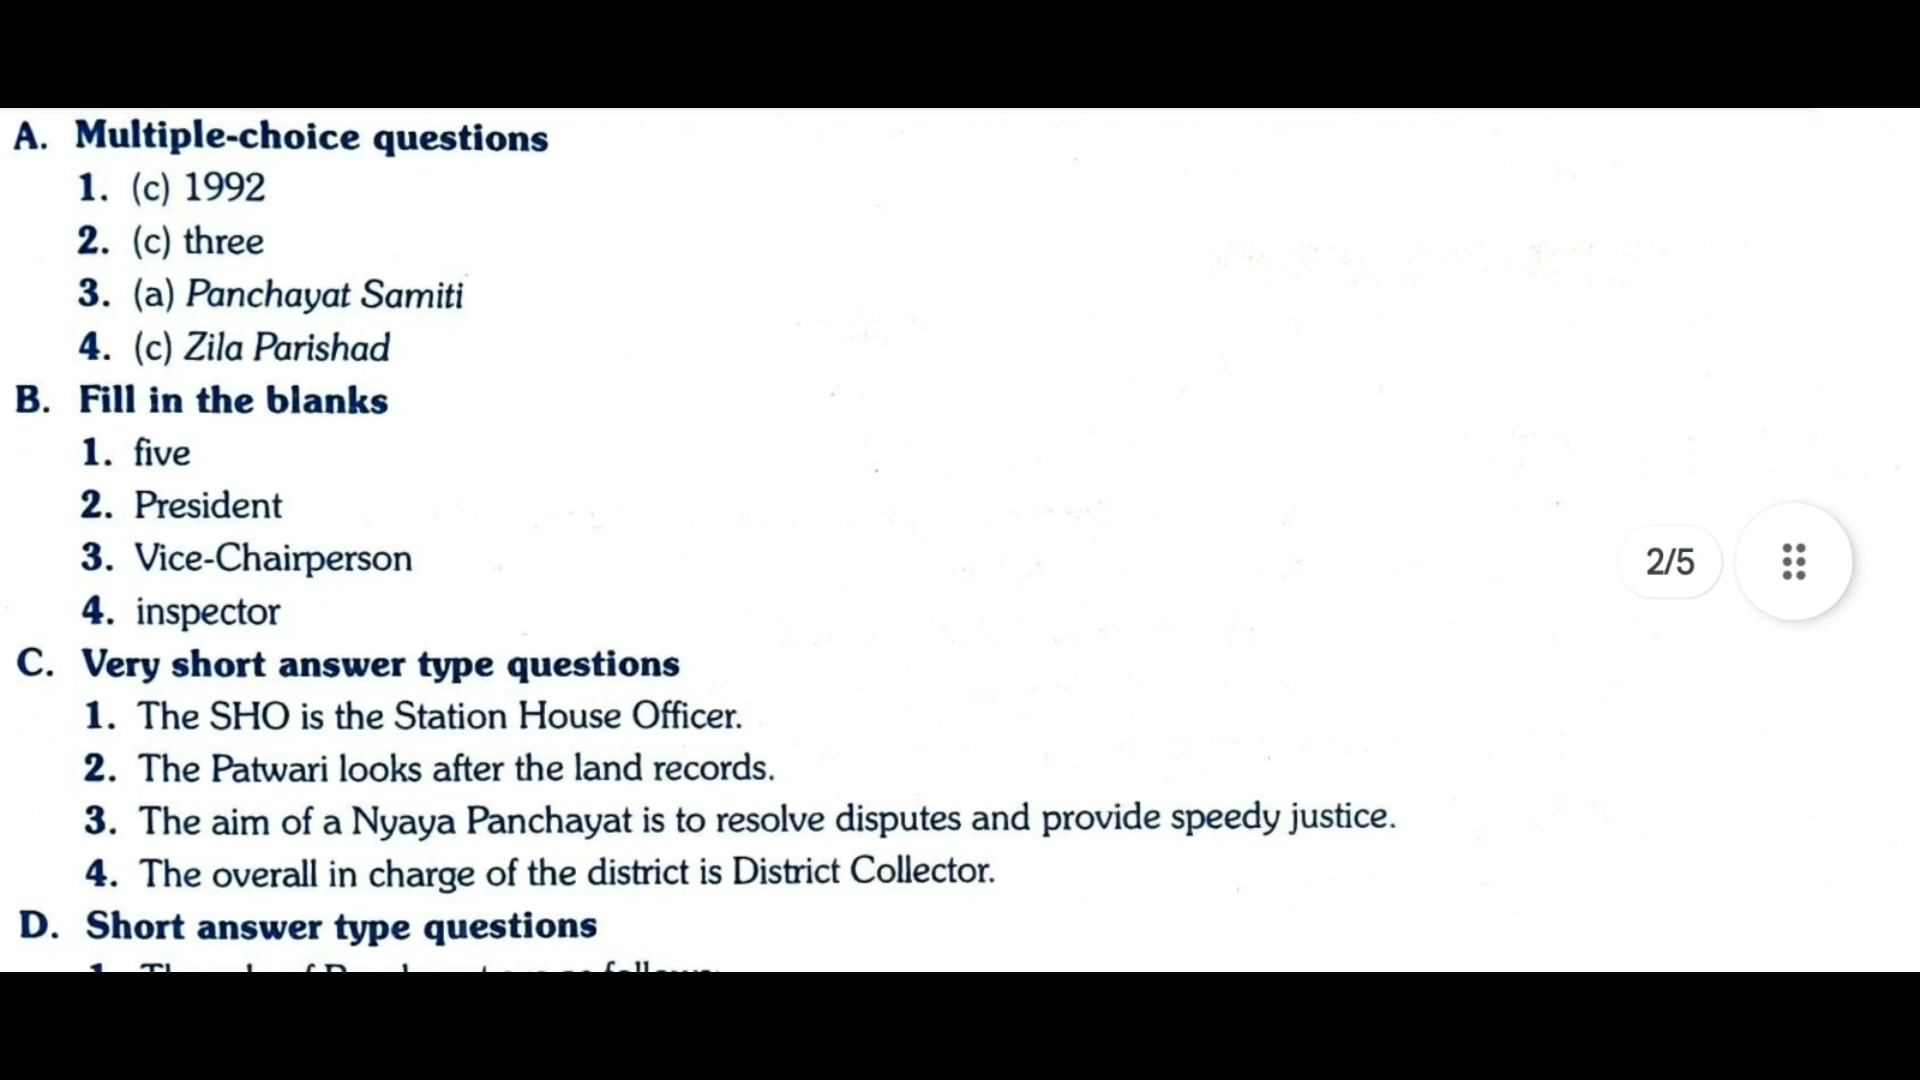 A. Multiple-choice questions
1. (c) 1992
2. (c) three
3. (a) Panchayat Samiti
4. (c) Zila Parishad
B. Fill in the blanks
1. five
2. President
3. Vice-Chairperson
4. inspector
2/5
C. Very short answer type questions
1. The SHO is the Station House Officer.
2. The Patwari looks after the land records.
3. The aim of a Nyaya Panchayat is to resolve disputes and provide speedy justice.
4. The overall in charge of the district is District Collector.
D. Short answer type questions